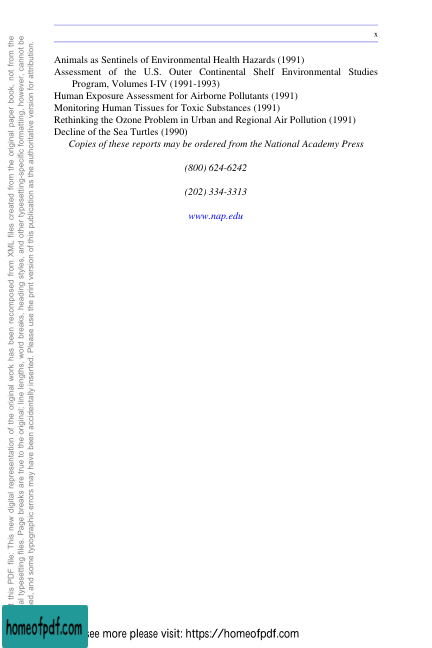 x
Animals as Sentinels of Environmental Health Hazards (1991)
Assessment of the U.S. Outer Continental Shelf Environmental Studies
Program, Volumes I-IV (1991-1993)
Human Exposure Assessment for Airborne Pollutants (1991)
Monitoring Human Tissues for Toxic Substances (1991)
Rethinking the Ozone Problem in Urban and Regional Air Pollution (1991)
Decline of the Sea Turtles (1990)
Copies of these reports may be ordered from the National Academy Press
(800) 624-6242
(202) 334-3313
www.nap.edu
this PDF file: This new digital representation of the original work has been recomposed from XML files created from the original paper book, not from the
typesetting files. Page breaks are true to the original; line lengths, word breaks, heading styles, and other typesetting-specific formatting, however, cannot be
and some typographic errors may have been accidentally inserted. Please use the print version of this publication as the authoritative version for attribution.
homeofpdf.com
see more please visit: https://homeofpdf.com